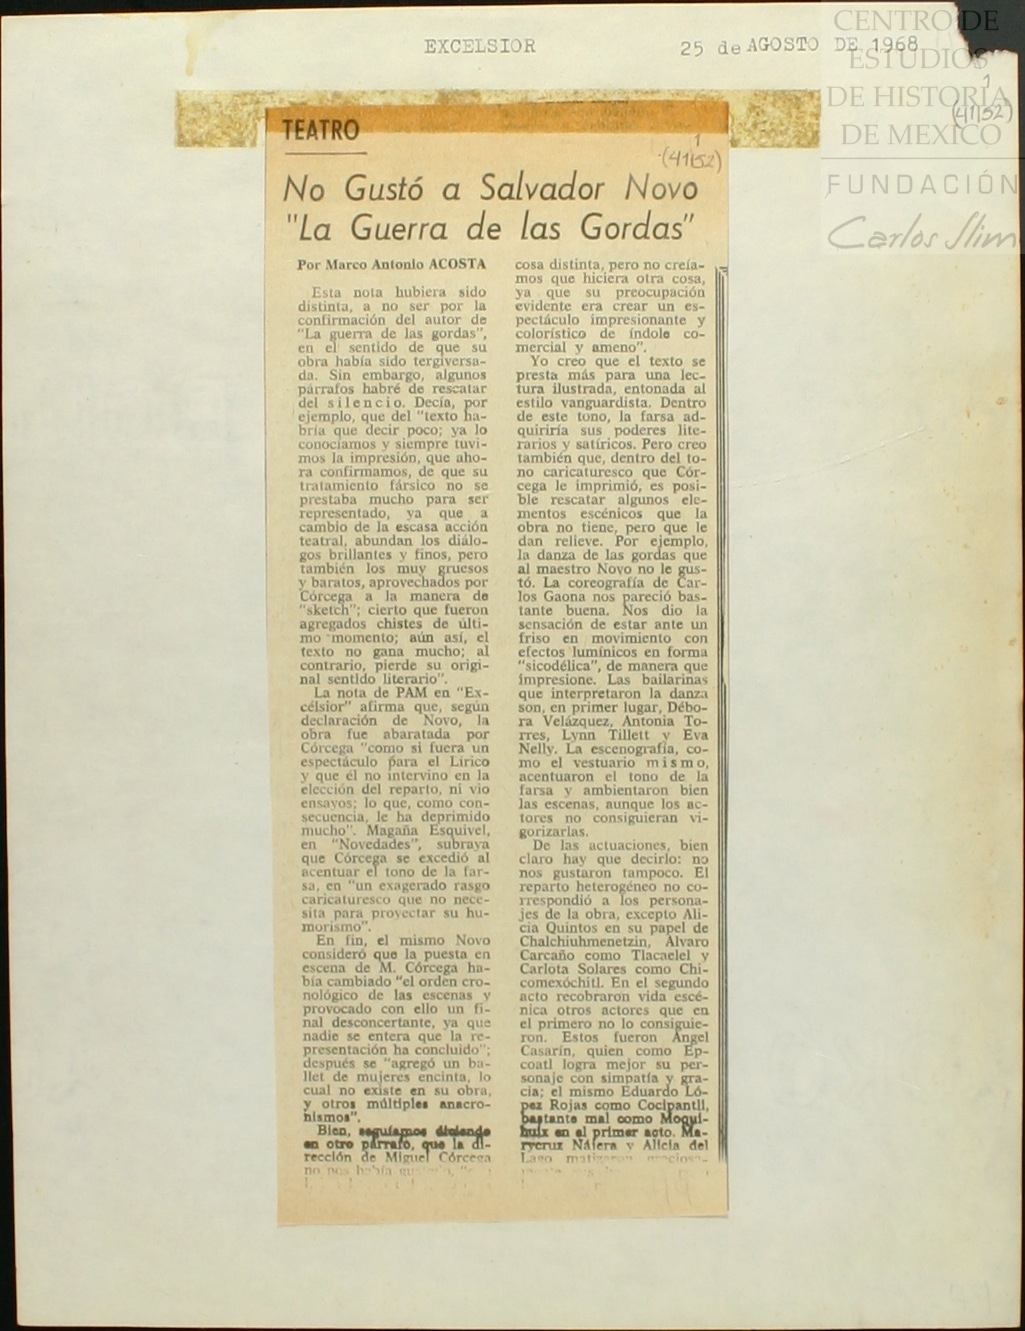 EXCELSIOR
25 de AGOSTO DE 1968
CENTRO DE
ESTUDIOS
DE HISTORIA
DE MEXICO
FUNDACIÓN
Carlos Slim
1
(41152)
TEATRO
1
(41152)
No Gustó a Salvador Novo
"La Guerra de las Gordas"
Por Marco Antonio ACOSTA
Esta nota hubiera sido
distinta, a no ser por la
confirmación del autor de
"La guerra de las gordas",
en el sentido de que su
obra había sido tergiversa-
da. Sin embargo, algunos
párrafos habré de rescatar
del silencio. Decía, por
ejemplo, que del "texto ha-
bría que decir poco; ya lo
conocíamos y siempre tuvi-
mos la impresión, que aho-
ra confirmamos, de que su
tratamiento fársico no se
prestaba mucho para ser
representado, ya que a
cambio de la escasa acción
teatral, abundan los diálo-
gos brillantes y finos, pero
también los muy gruesos
y baratos, aprovechados por
Córcega a la manera de
"sketch"; cierto que fueron
agregados chistes de últi-
mo momento; aún así, el
texto no gana mucho; al
contrario, pierde su origi-
nal sentido literario".
La nota de PAM en "Ex-
célsior" afirma que, según
declaración de Novo, la
obra fue abaratada por
Córcega "como si fuera un
espectáculo para el Lírico
y que él no intervino en la
elección del reparto, ni vio
ensayos; lo que, como con-
secuencia, le ha deprimido
mucho". Magaña Esquivel,
en "Novedades", subraya
que Córcega se excedió al
acentuar el tono de la far-
sa, en "un exagerado rasgo
caricaturesco que no nece-
sita para proyectar su hu-
morismo".
En fin, el mismo Novo
consideró que la puesta en
escena de M. Córcega ha-
bía cambiado "el orden cro-
nológico de las escenas y
provocado con ello un fi-
nal desconcertante, ya que
nadie se entera que la re-
presentación ha concluido";
después se "agregó un ba-
llet de mujeres encinta, lo
cual no existe en su obra,
y otros múltiples anacro-
nismos".
Bien, seguíamos diciendo
en otro párrafo, que la di-
rección de Miguel Córcega
no nos había
cosa distinta, pero no creía-
mos que hiciera otra cosa,
ya que su preocupación
evidente era crear un es-
pectáculo impresionante y
colorístico de índole co-
mercial y ameno".
Yo creo que el texto se
presta más para una lec-
tura ilustrada, entonada al
estilo vanguardista. Dentro
de este tono, la farsa ad-
quiriría sus poderes lite-
rarios y satíricos. Pero creo
también que, dentro del to-
no caricaturesco que Cór-
cega le imprimió, es posi-
ble rescatar algunos ele-
mentos escénicos que la
obra no tiene, pero que le
dan relieve. Por ejemplo,
la danza de las gordas que
al maestro Novo no le gus-
tó. La coreografía de Car-
los Gaona nos pareció bas-
tante buena. Nos dio la
sensación de estar ante un
friso en movimiento con
efectos lumínicos en forma
"sicodélica", de manera que
impresione. Las bailarinas
que interpretaron la danza
son, en primer lugar, Débo-
ra Velázquez, Antonia To-
rres, Lynn Tillett y Eva
Nelly. La escenografía, co-
mo el vestuario mismo,
acentuaron el tono de la
farsa y ambientaron bien
las escenas, aunque los ac-
tores no consiguieran vi-
gorizarlas.
De las actuaciones, bien
claro hay que decirlo: no
nos gustaron tampoco. El
reparto heterogéneo no co-
rrespondió a los persona-
jes de la obra, excepto Ali-
cia Quintos en su papel de
Chalchiuhmenetzin, Alvaro
Carcaño como Tlacaelel y
Carlota Solares como Chi-
comexóchitl. En el segundo
acto recobraron vida escé-
nica otros actores que en
el primero no lo consiguie-
ron. Estos fueron Angel
Casarín, quien como Ep-
coatl logra mejor su per-
sonaje con simpatía y gra-
cia; el mismo Eduardo Ló-
pez Rojas como Cocipantli,
bastante mal como Moqui-
huix en el primer acto. Ma-
rycruz Nájera y Alicia del
Lago matizaron graciosa-